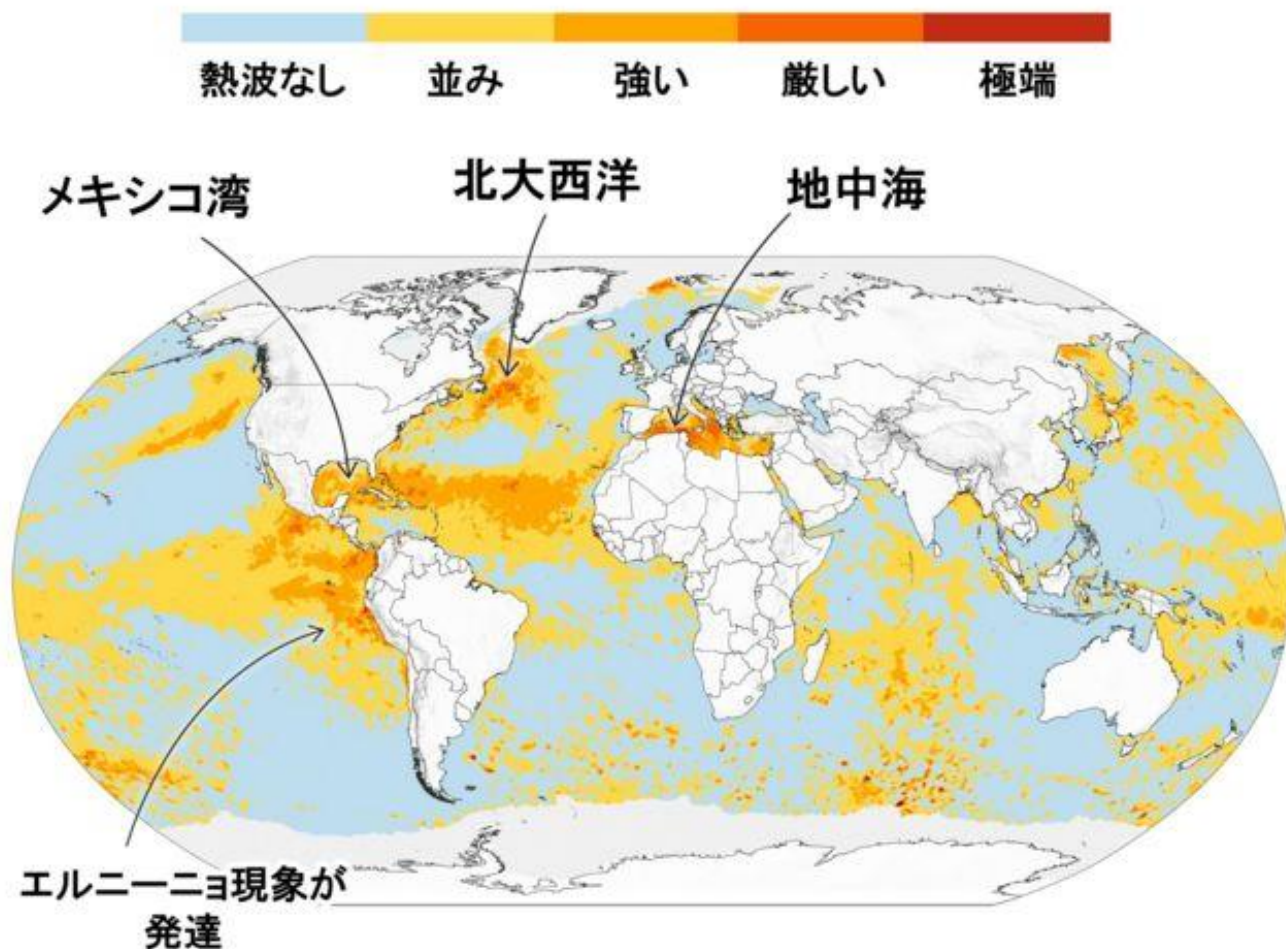 熱波なし
並み
強い
厳しい
極端
メキシコ湾
北大西洋
地中海
エルニーニョ現象が
発達